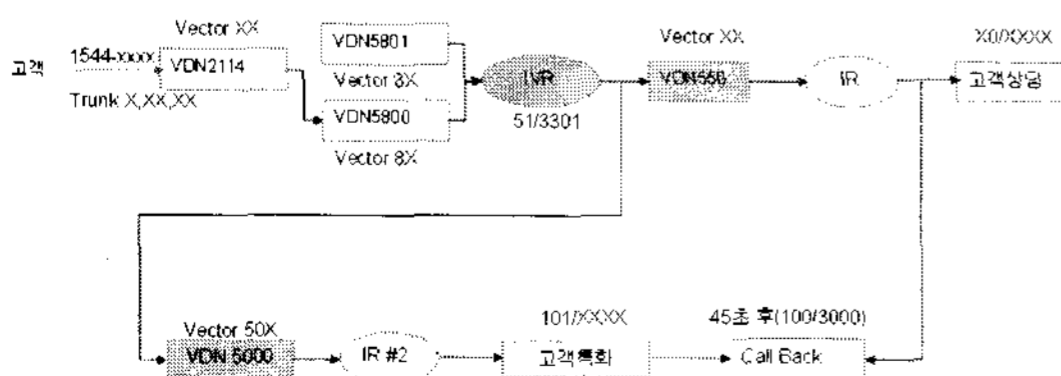 고객
1544-xxxx
Trunk X,XX,XX
Vector XX
VDN2114
VDN5801
Vector 3X
VDN5800
Vector 8X
IVR
51/3301
Vector XX
VDN550
IR
X0/XXXX
고객상담
Vector 50X
VDN 5000
IR #2
101/XXXX
고객특화
45초 후(100/3000)
Call Back